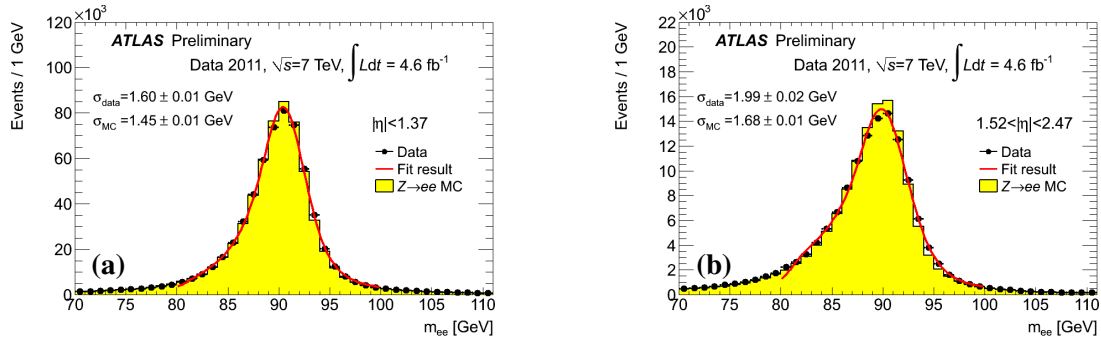 ×10³
120
100
80
60
40
20
0
Events / 1 GeV
ATLAS Preliminary
Data 2011, √s=7 TeV, ∫Ldt = 4.6 fb⁻¹
σdata=1.60 ± 0.01 GeV
σMC=1.45 ± 0.01 GeV
|η|<1.37
Data
Fit result
Z→ee MC
(a)
70 75 80 85 90 95 100 105 110
mee [GeV]
×10³
22
20
18
16
14
12
10
8
6
4
2
0
Events / 1 GeV
ATLAS Preliminary
Data 2011, √s=7 TeV, ∫Ldt = 4.6 fb⁻¹
σdata=1.99 ± 0.02 GeV
σMC=1.68 ± 0.01 GeV
1.52<|η|<2.47
Data
Fit result
Z→ee MC
(b)
70 75 80 85 90 95 100 105 110
mee [GeV]